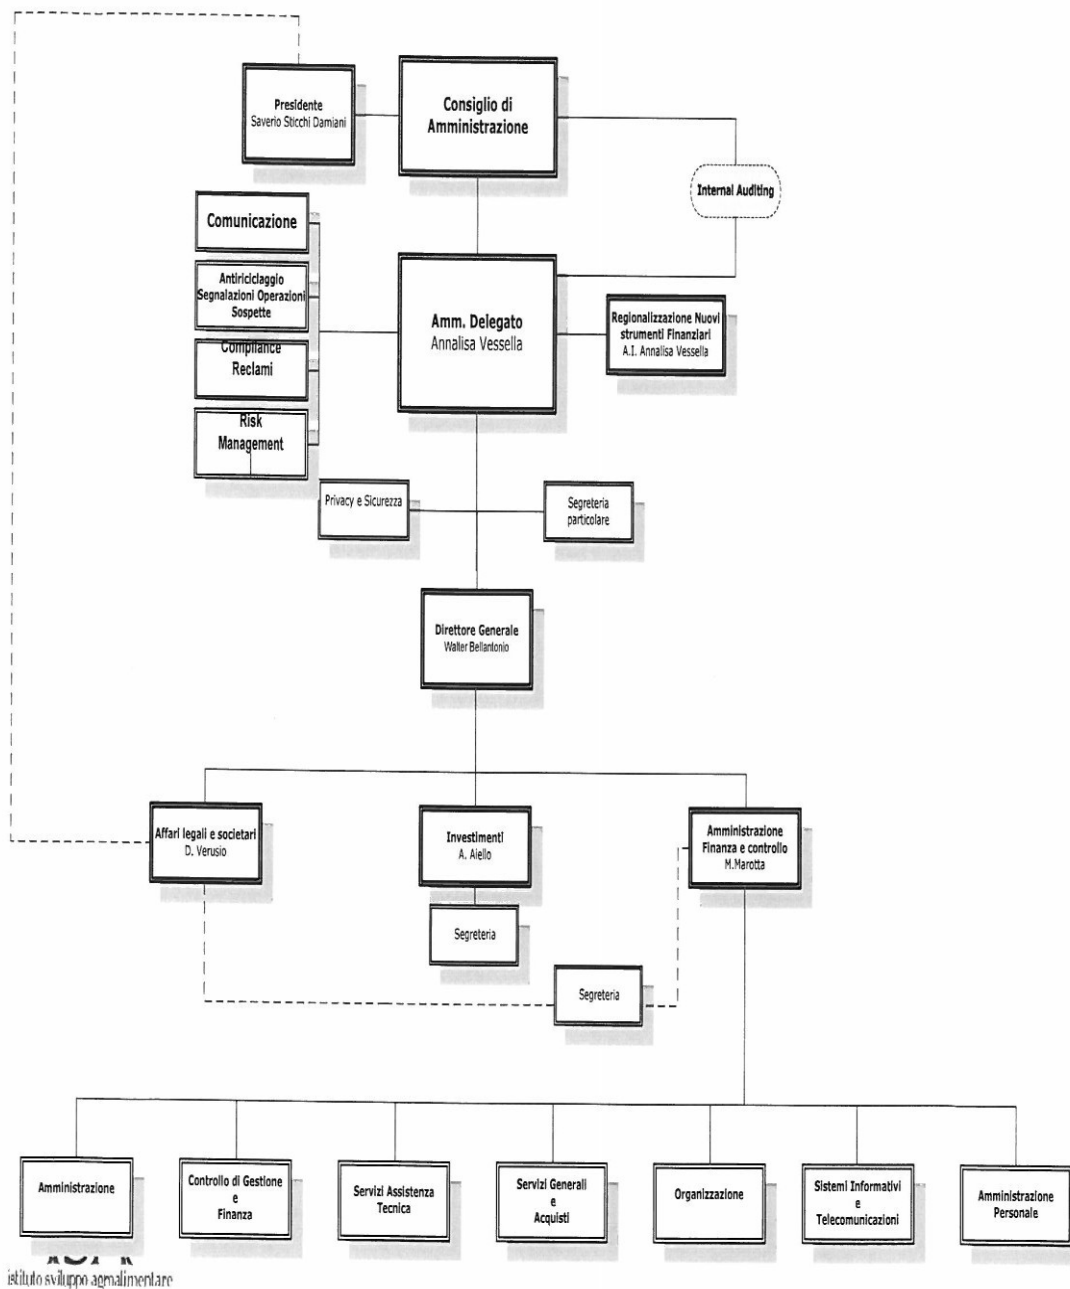 Presidente
Saverio Sticchi Damiani
Consiglio di
Amministrazione
Internal Auditing
Comunicazione
Antiriciclaggio
Segnalazioni Operazioni
Sospette
Compliance
Reclami
Risk
Management
Amm. Delegato
Annalisa Vessella
Regionalizzazione Nuovi
strumenti Finanziari
A.I. Annalisa Vessella
Privacy e Sicurezza
Segreteria
particolare
Direttore Generale
Walter Bellantonio
Affari legali e societari
D. Verusio
Investimenti
A. Aiello
Amministrazione
Finanza e controllo
M.Marotta
Segreteria
Segreteria
Amministrazione
Controllo di Gestione
e
Finanza
Servizi Assistenza
Tecnica
Servizi Generali
e
Acquisti
Organizzazione
Sistemi Informativi
e
Telecomunicazioni
Amministrazione
Personale
istituto sviluppo agroalimentare